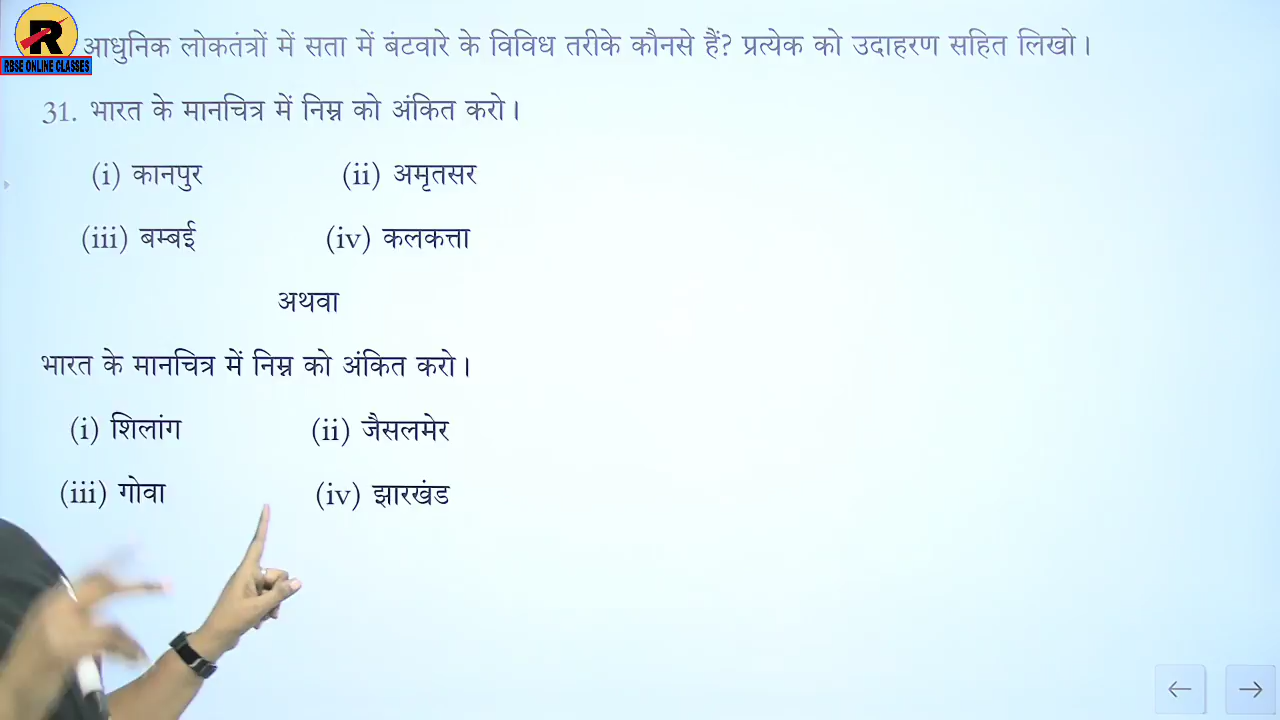 R
RBSE ONLINE CLASSES
आधुनिक लोकतंत्रों में सता में बंटवारे के विविध तरीके कौनसे हैं? प्रत्येक को उदाहरण सहित लिखो।
31. भारत के मानचित्र में निम्न को अंकित करो।
(i) कानपुर (ii) अमृतसर
(iii) बम्बई (iv) कलकत्ता
अथवा
भारत के मानचित्र में निम्न को अंकित करो।
(i) शिलांग (ii) जैसलमेर
(iii) गोवा (iv) झारखंड